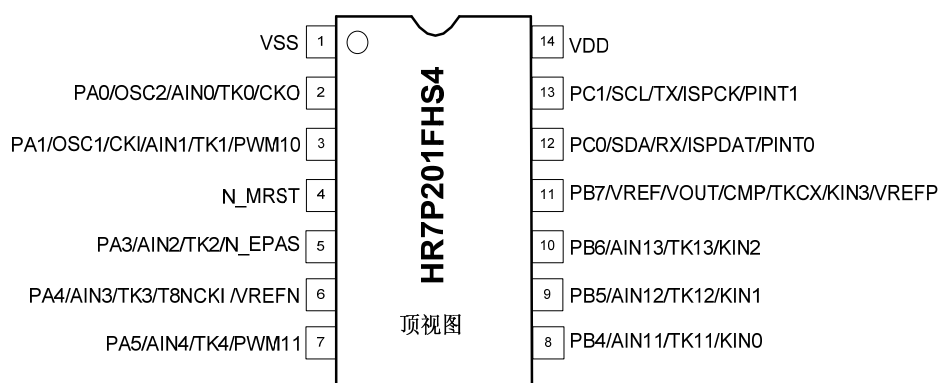 VSS 1
PA0/OSC2/AIN0/TK0/CKO 2
PA1/OSC1/CKI/AIN1/TK1/PWM10 3
N_MRST 4
PA3/AIN2/TK2/N_EPAS 5
PA4/AIN3/TK3/T8NCKI /VREFN 6
PA5/AIN4/TK4/PWM11 7
HR7P201FHS4
顶视图
14 VDD
13 PC1/SCL/TX/ISPCK/PINT1
12 PC0/SDA/RX/ISPDAT/PINT0
11 PB7/VREF/VOUT/CMP/TKCX/KIN3/VREFP
10 PB6/AIN13/TK13/KIN2
9 PB5/AIN12/TK12/KIN1
8 PB4/AIN11/TK11/KIN0